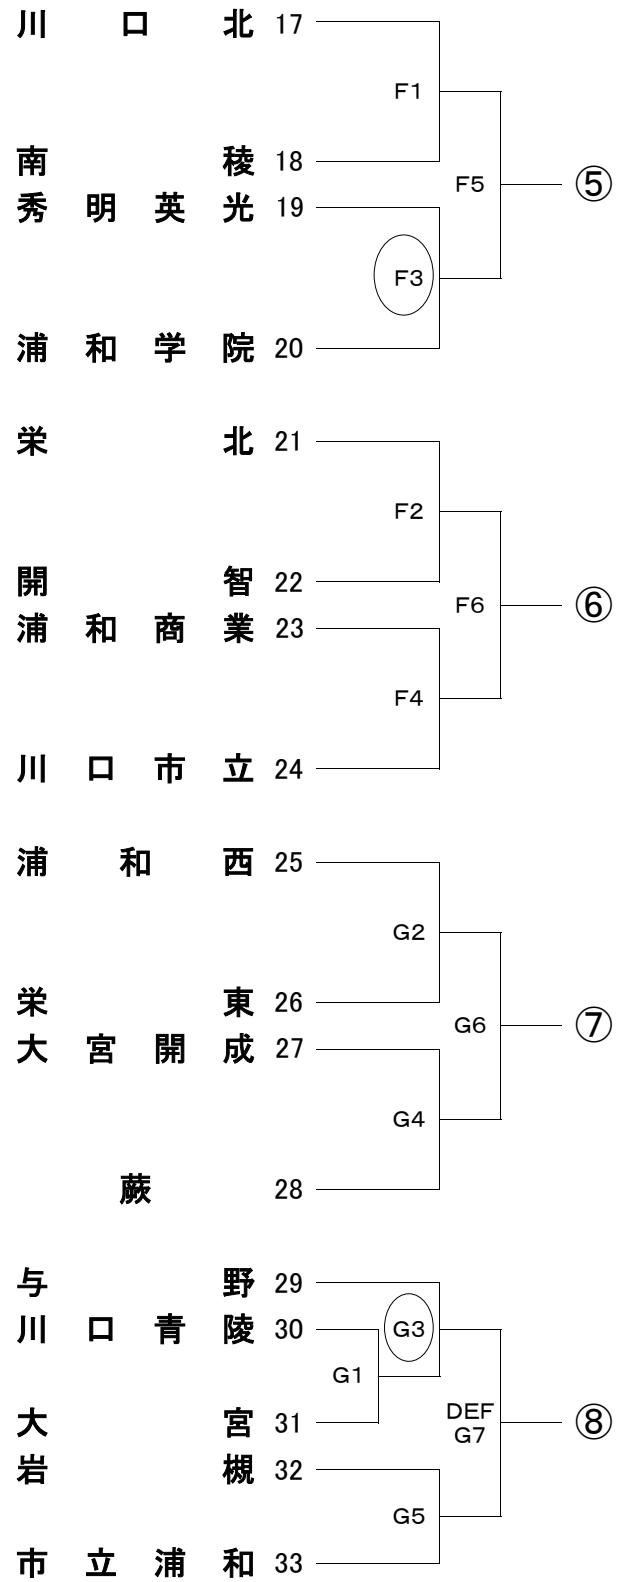 川口北 17
F1
南稜 18
F5 ⑤
秀明英光 19
F3
浦和学院 20
栄北 21
F2
開智 22
F6 ⑥
浦和商業 23
F4
川口市立 24
浦和西 25
G2
栄東 26
G6 ⑦
大宮開成 27
G4
蕨 28
与野 29
川口青陵 30
G3
G1
大宮 31
DEF
G7
⑧
岩槻 32
G5
市立浦和 33